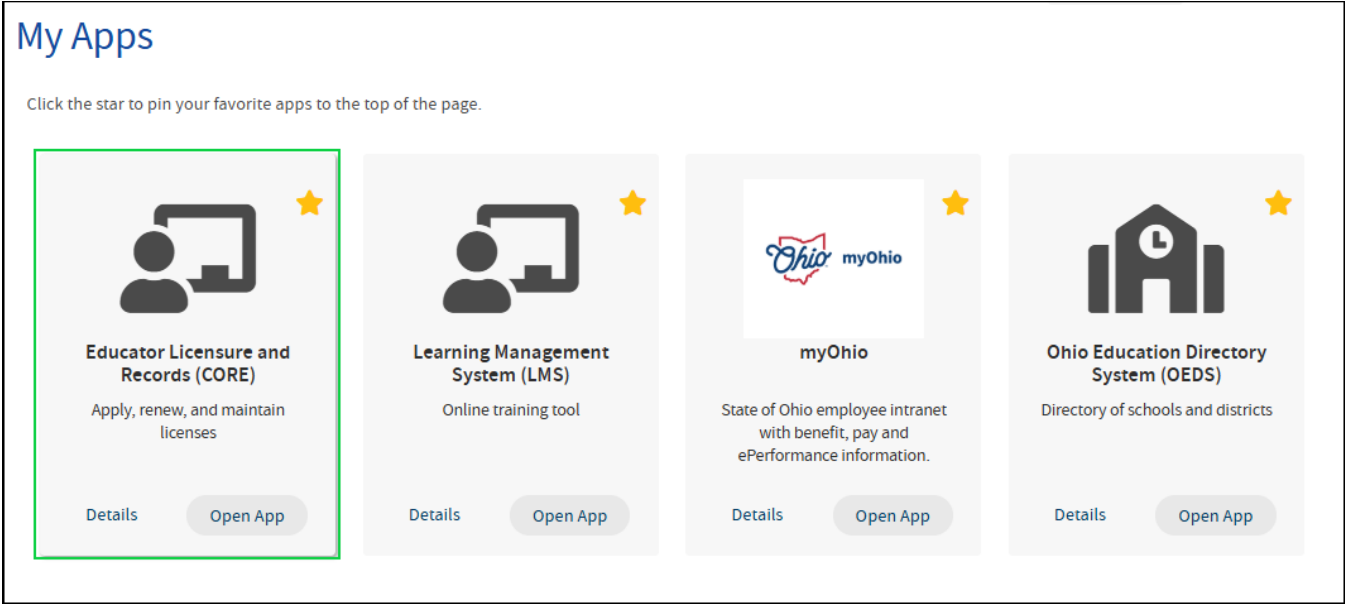 My Apps
Click the star to pin your favorite apps to the top of the page.
Educator Licensure and
Records (CORE)
Apply, renew, and maintain
licenses
Details
Open App
Learning Management
System (LMS)
Online training tool
Details
Open App
Ohio
myOhio
myOhio
State of Ohio employee intranet
with benefit, pay and
ePerformance information.
Details
Open App
Ohio Education Directory
System (OEDS)
Directory of schools and districts
Details
Open App